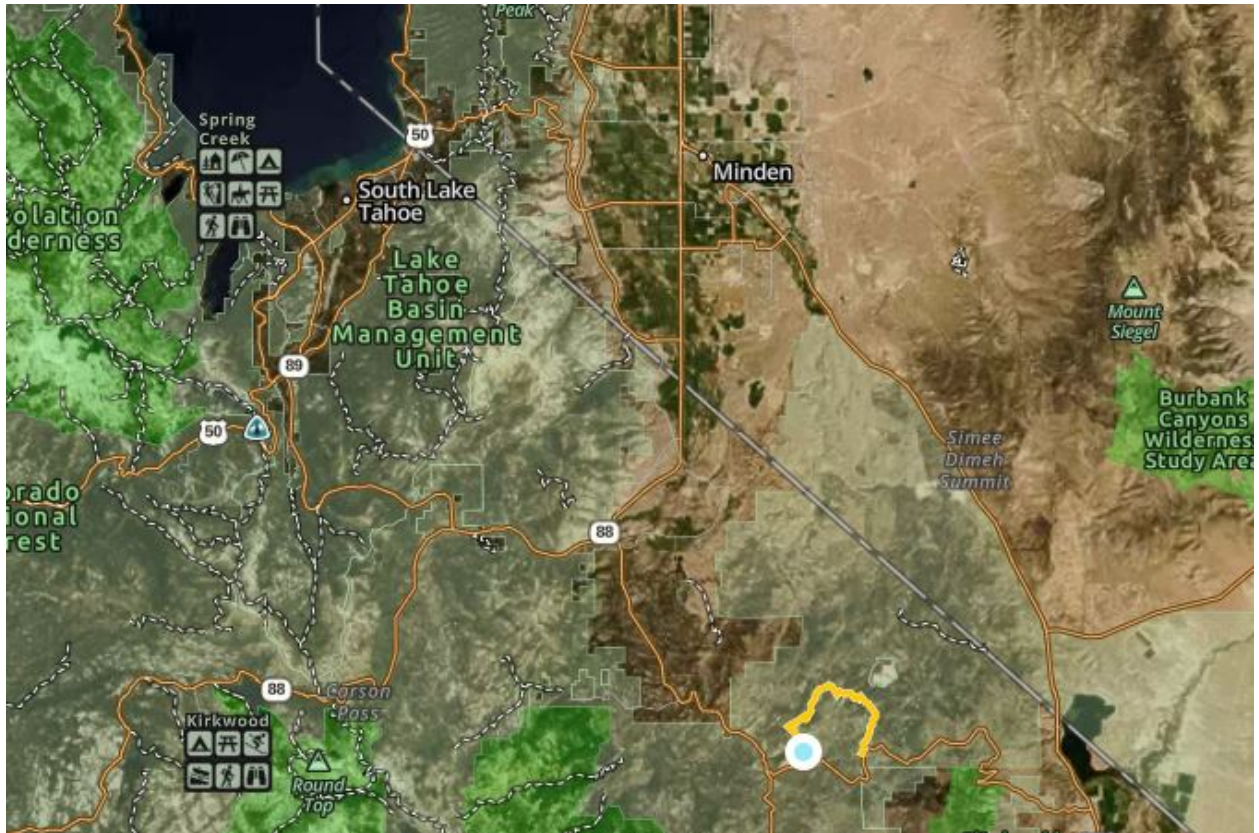 Peak
Spring
Creek
50
South Lake
Tahoe
Minden
olation
derness
Lake
Tahoe
Basin
Management
Unit
Mount
Siegel
89
50
Burbank
Canyons
Wilderness
Study Area
Simee
Dimeh
Summit
orado
ional
rest
88
88
Carson
Pass
Kirkwood
Round
Top